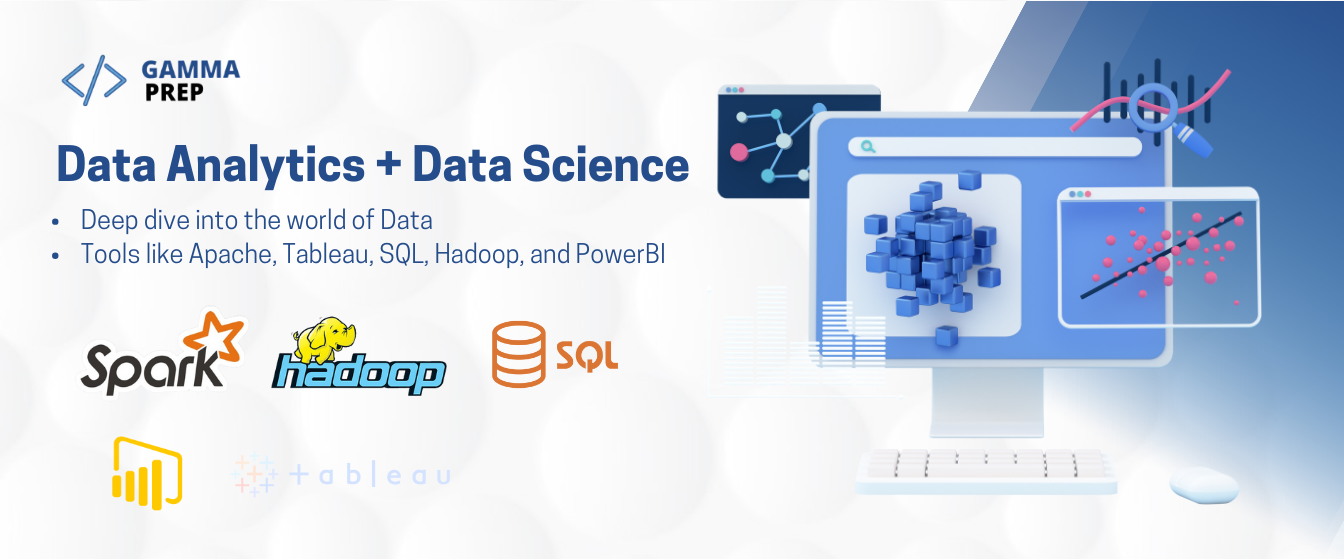 </> GAMMA
PREP
Data Analytics + Data Science
• Deep dive into the world of Data
• Tools like Apache, Tableau, SQL, Hadoop, and PowerBI
Spark
hadoop
SQL
+ableau